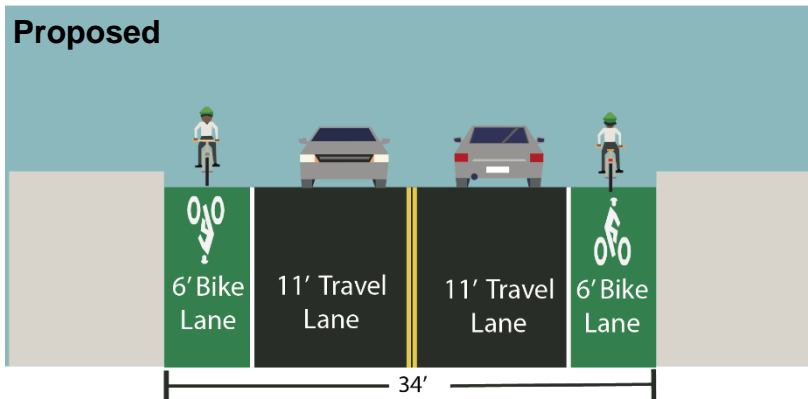 Proposed
6' Bike
Lane
11' Travel
Lane
11' Travel
Lane
6' Bike
Lane
34'